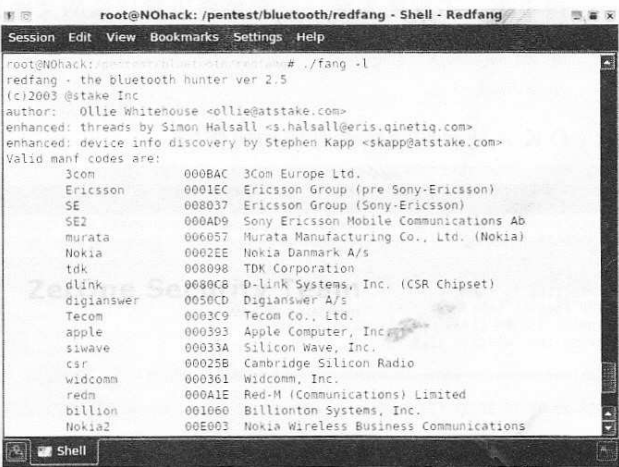 root@NOhack: /pentest/bluetooth/redfang - Shell - Redfang
Session Edit View Bookmarks Settings Help
root@NOhack:/pentest/bluetooth/redfang# ./fang -l
redfang - the bluetooth hunter ver 2.5
(c)2003 @stake Inc
author: Ollie Whitehouse <ollie@atstake.com>
enhanced: threads by Simon Halsall <s.halsall@eris.qinetiq.com>
enhanced: device info discovery by Stephen Kapp <skapp@atstake.com>
Valid manf codes are:
3com 000BAC 3Com Europe Ltd.
Ericsson 0001EC Ericsson Group (pre Sony-Ericsson)
SE 008037 Ericsson Group (Sony-Ericsson)
SE2 000AD9 Sony Ericsson Mobile Communications Ab
murata 006057 Murata Manufacturing Co., Ltd. (Nokia)
Nokia 0002EE Nokia Danmark A/s
tdk 008098 TDK Corporation
dlink 0080C8 D-link Systems, Inc. (CSR Chipset)
digianswer 0050CD Digianswer A/s
Tecom 0003C9 Tecom Co., Ltd.
apple 000393 Apple Computer, Inc.
siwave 00033A Silicon Wave, Inc.
csr 00025B Cambridge Silicon Radio
widcomm 000361 Widcomm, Inc.
redm 000A1E Red-M (Communications) Limited
billion 001060 Billionton Systems, Inc.
Nokia2 00E003 Nokia Wireless Business Communications
Shell